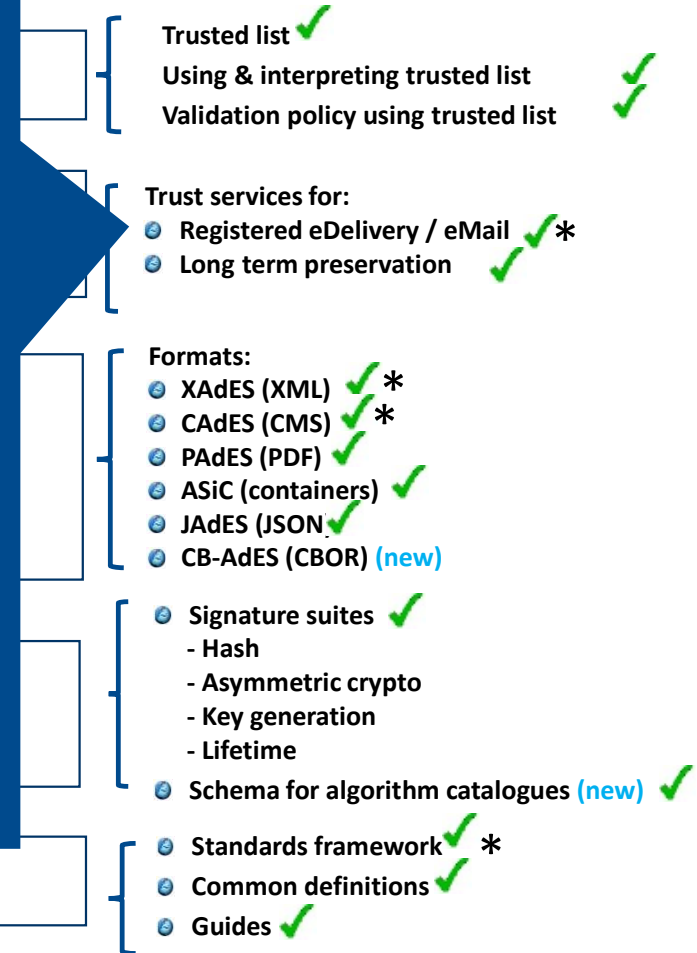 Trusted list
Using & interpreting trusted list
Validation policy using trusted list
Trust services for:
Registered eDelivery / eMail *
Long term preservation
Formats:
XAdES (XML) *
CAdES (CMS) *
PAdES (PDF)
ASiC (containers)
JAdES (JSON)
CB-AdES (CBOR) (new)
Signature suites
- Hash
- Asymmetric crypto
- Key generation
- Lifetime
Schema for algorithm catalogues (new)
Standards framework *
Common definitions
Guides